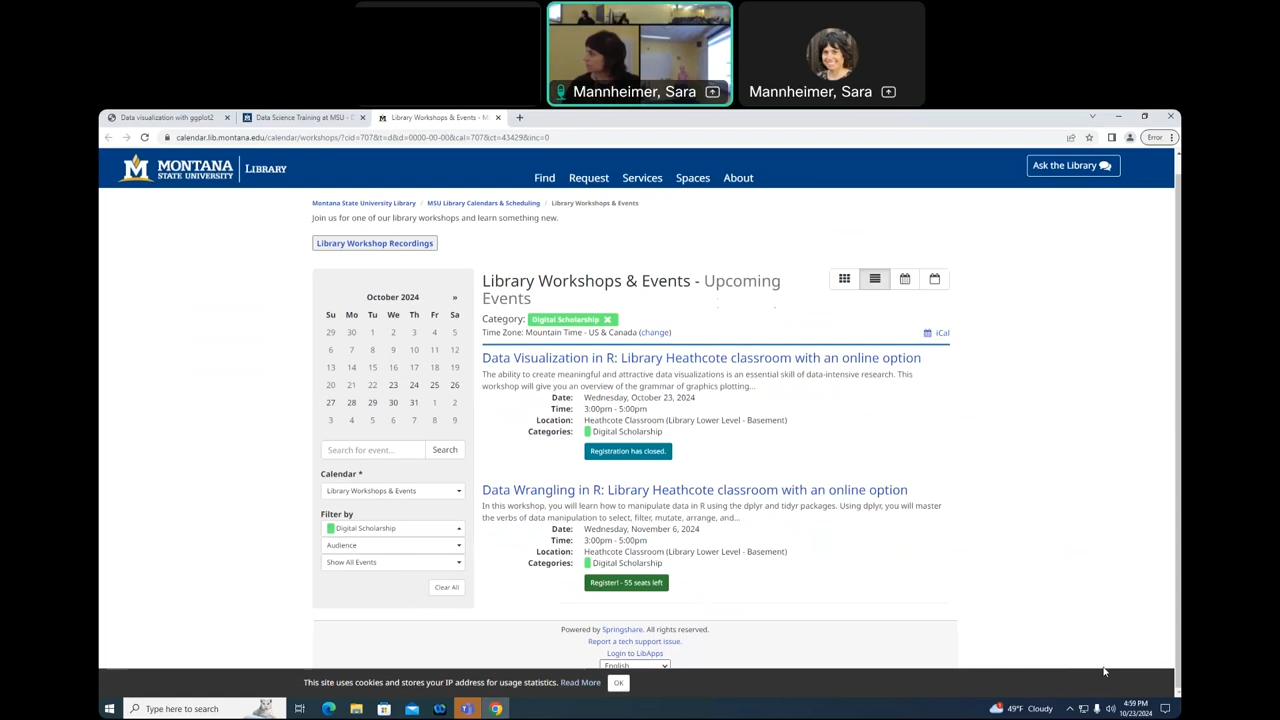 Mannheimer, Sara
Mannheimer, Sara
Data visualization with ggplot2
Data Science Training at MSU - D
Library Workshops & Events - M
calendar.lib.montana.edu/calendar/workshops/?cid=707&t=d&d=0000-00-00&cal=707&ct=43429&inc=0
Error
MONTANA
STATE UNIVERSITY
LIBRARY
Ask the Library
Find Request Services Spaces About
Montana State University Library / MSU Library Calendars & Scheduling / Library Workshops & Events
Join us for one of our library workshops and learn something new.
Library Workshop Recordings
October 2024 »
Su Mo Tu We Th Fr Sa
29 30 1 2 3 4 5
6 7 8 9 10 11 12
13 14 15 16 17 18 19
20 21 22 23 24 25 26
27 28 29 30 31 1 2
3 4 5 6 7 8 9
Search for event... Search
Calendar *
Library Workshops & Events
Filter by
Digital Scholarship
Audience
Show All Events
Clear All
Library Workshops & Events - Upcoming
Events
Category: Digital Scholarship
Time Zone: Mountain Time - US & Canada (change)
iCal
Data Visualization in R: Library Heathcote classroom with an online option
The ability to create meaningful and attractive data visualizations is an essential skill of data-intensive research. This
workshop will give you an overview of the grammar of graphics plotting...
Date: Wednesday, October 23, 2024
Time: 3:00pm - 5:00pm
Location: Heathcote Classroom (Library Lower Level - Basement)
Categories: Digital Scholarship
Registration has closed.
Data Wrangling in R: Library Heathcote classroom with an online option
In this workshop, you will learn how to manipulate data in R using the dplyr and tidyr packages. Using dplyr, you will master
the verbs of data manipulation to select, filter, mutate, arrange, and...
Date: Wednesday, November 6, 2024
Time: 3:00pm - 5:00pm
Location: Heathcote Classroom (Library Lower Level - Basement)
Categories: Digital Scholarship
Register! - 55 seats left
Powered by Springshare. All rights reserved.
Report a tech support issue.
Login to LibApps
English
This site uses cookies and stores your IP address for usage statistics. Read More OK
Type here to search
49°F Cloudy
4:59 PM
10/23/2024